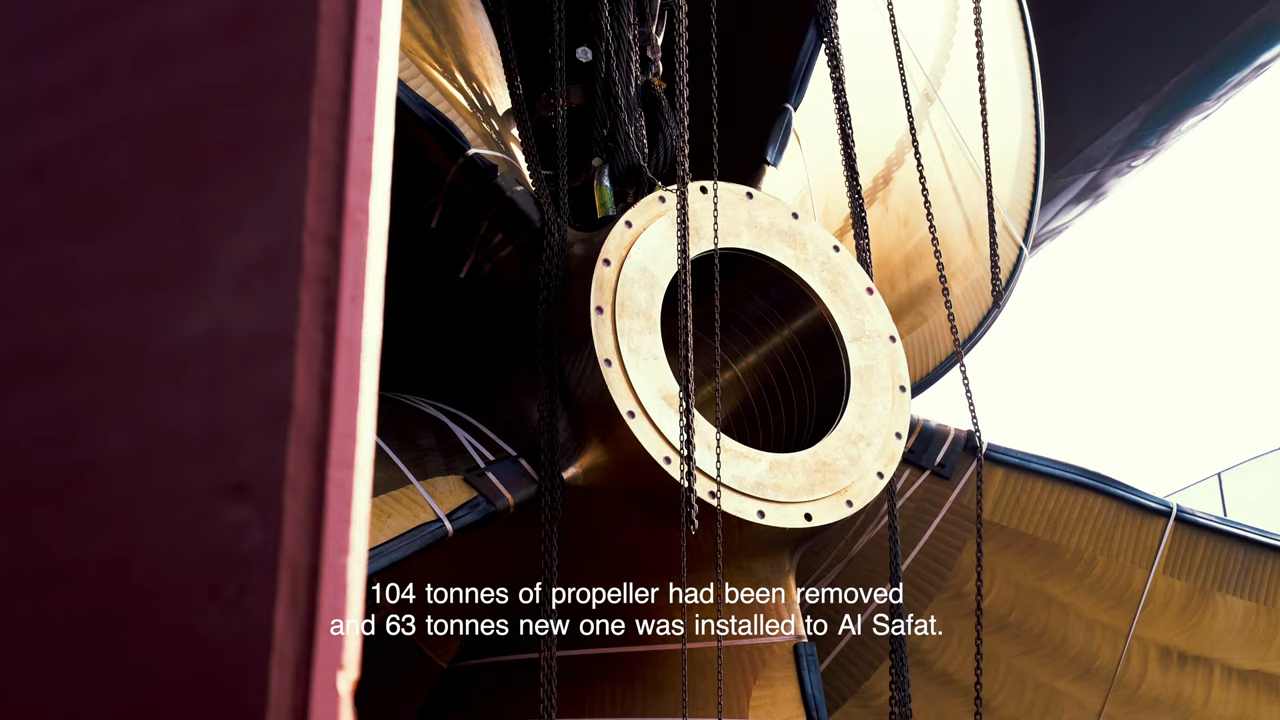 104 tonnes of propeller had been removed
and 63 tonnes new one was installed to Al Safat.